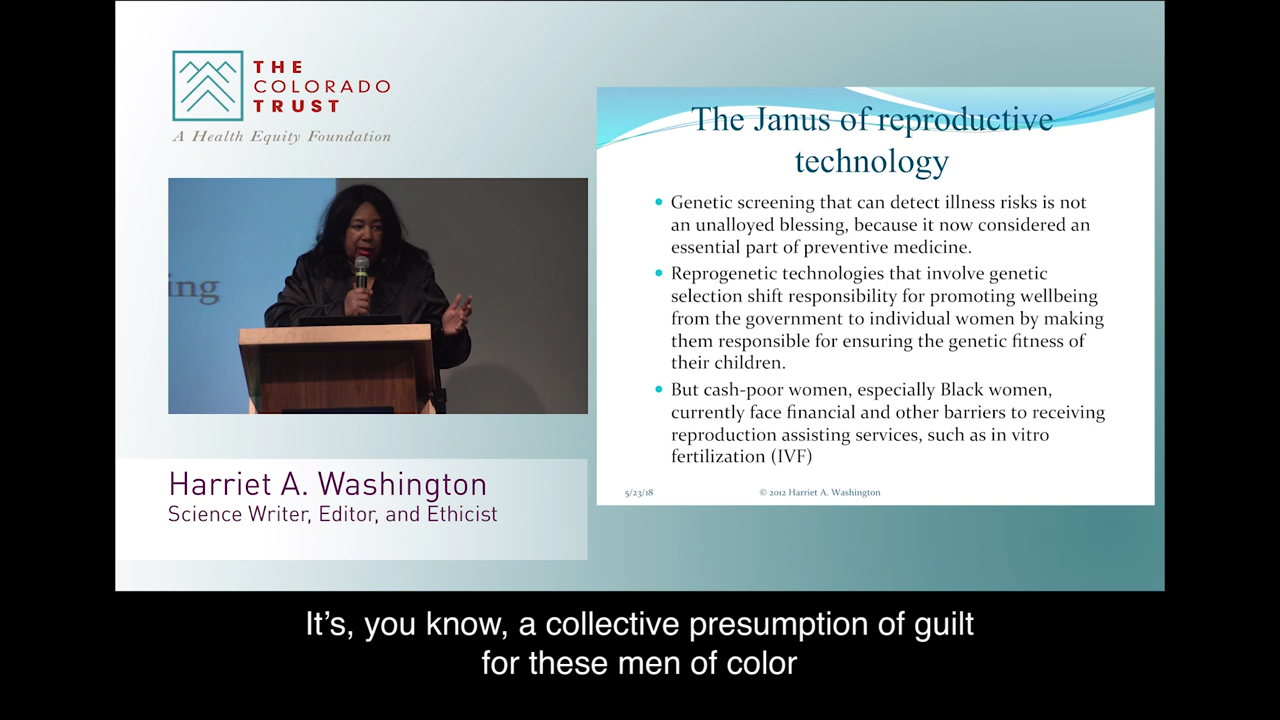 THE
COLORADO
TRUST
A Health Equity Foundation
ing
Harriet A. Washington
Science Writer, Editor, and Ethicist
The Janus of reproductive
technology
• Genetic screening that can detect illness risks is not
an unalloyed blessing, because it now considered an
essential part of preventive medicine.
• Reprogenetic technologies that involve genetic
selection shift responsibility for promoting wellbeing
from the government to individual women by making
them responsible for ensuring the genetic fitness of
their children.
• But cash-poor women, especially Black women,
currently face financial and other barriers to receiving
reproduction assisting services, such as in vitro
fertilization (IVF)
5/23/18
© 2012 Harriet A. Washington
It’s, you know, a collective presumption of guilt
for these men of color